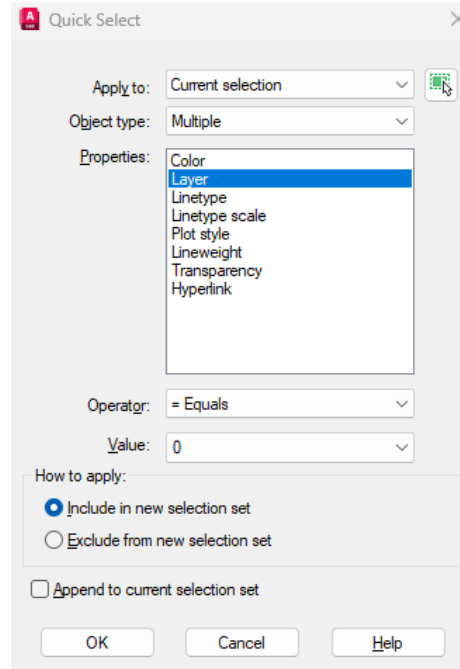 A
CAD
Quick Select
Apply to: Current selection
Object type: Multiple
Properties: Color
Layer
Linetype
Linetype scale
Plot style
Lineweight
Transparency
Hyperlink
Operator: = Equals
Value: 0
How to apply:
Include in new selection set
Exclude from new selection set
Append to current selection set
OK Cancel Help